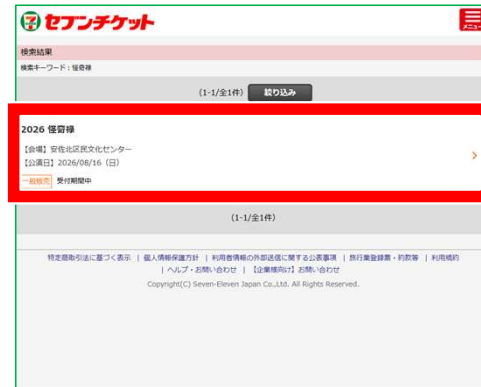 セブンチケット
メニュー
検索結果
検索キーワード：怪奇禄
(1-1/全1件) 絞り込み
2026 怪奇禄
【会場】安佐北区民文化センター
【公演日】2026/08/16（日）
一般発売 受付期間中
(1-1/全1件)
特定商取引法に基づく表示 | 個人情報保護方針 | 利用者情報の外部送信に関する公表事項 | 旅行業登録票・約款等 | 利用規約
| ヘルプ・お問い合わせ | 【企業様向け】お問い合わせ
Copyright(C) Seven-Eleven Japan Co.,Ltd. All Rights Reserved.